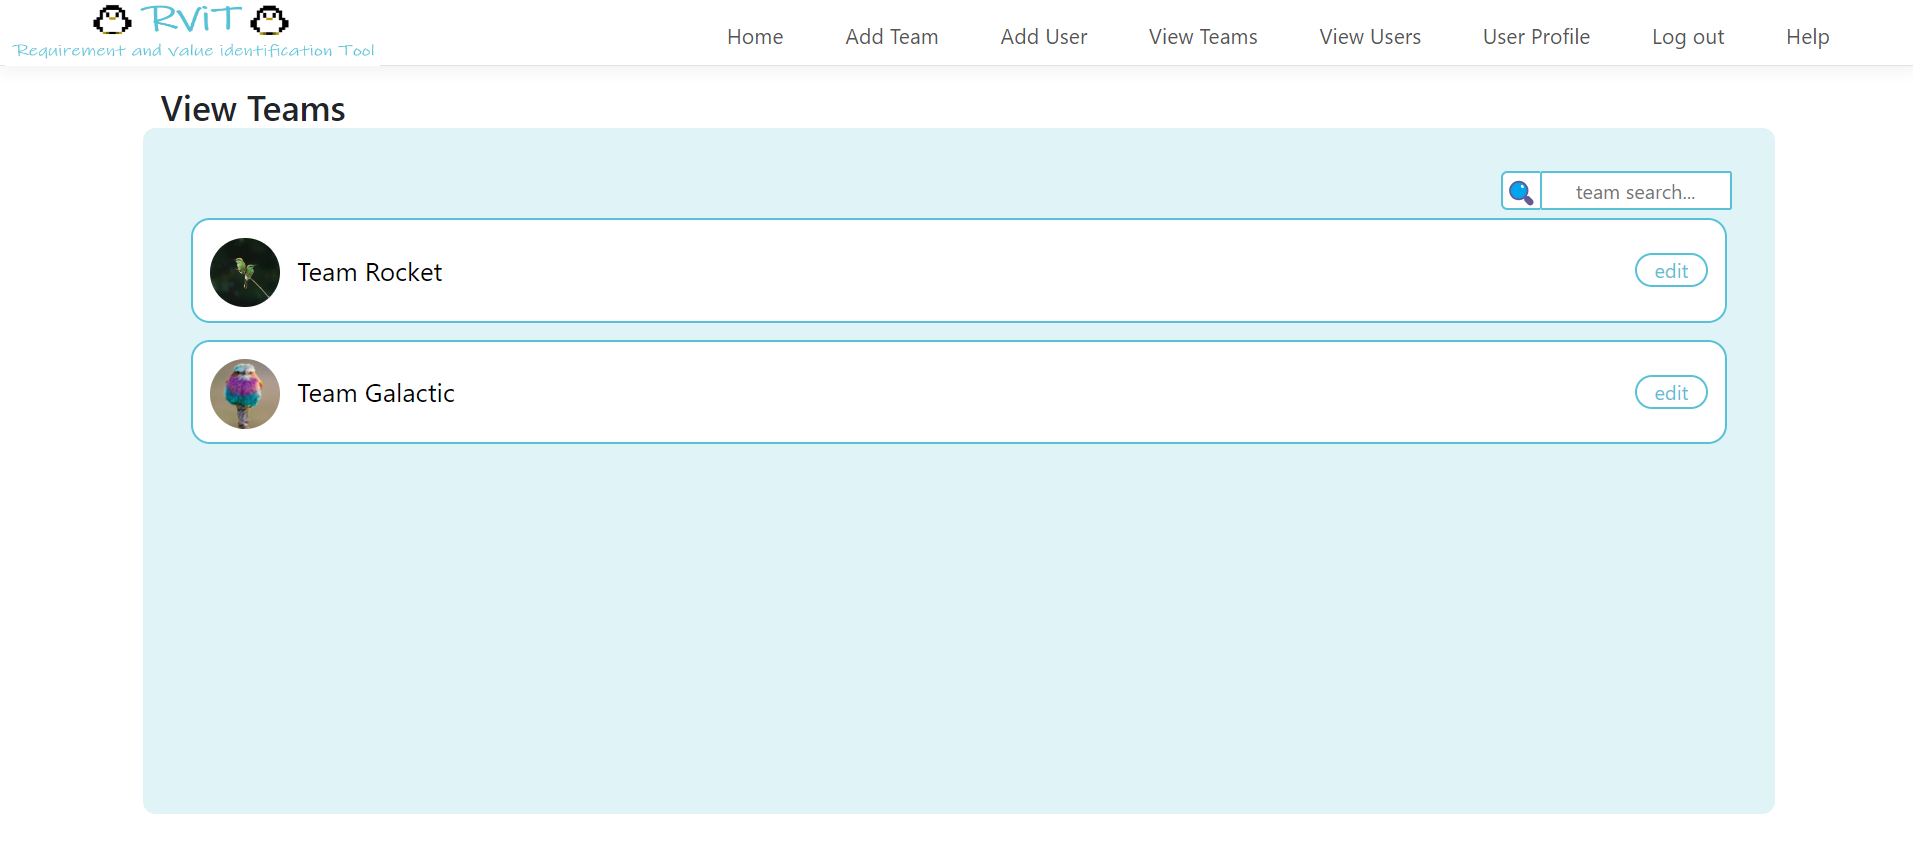 RViT
Requirement and Value identification Tool
Home Add Team Add User View Teams View Users User Profile Log out Help
View Teams
team search...
Team Rocket edit
Team Galactic edit